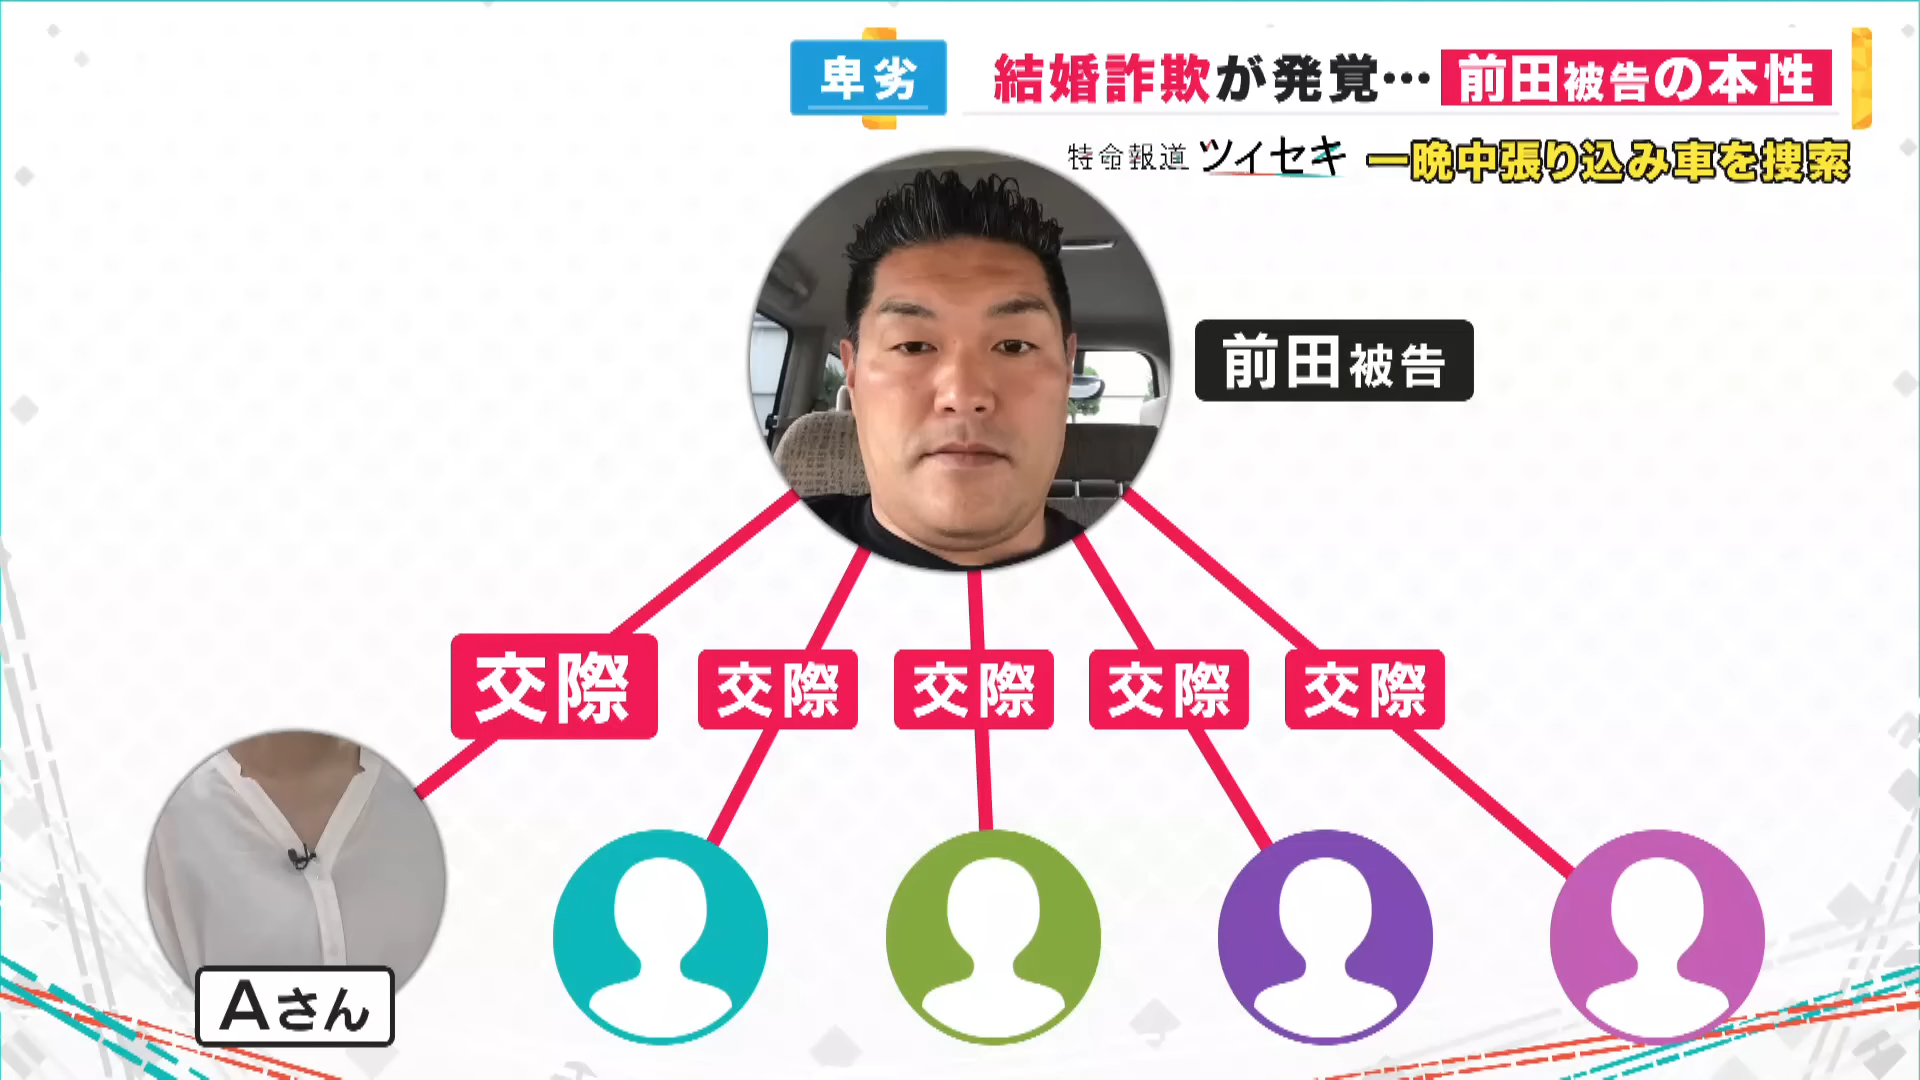 卑劣
結婚詐欺が発覚…前田被告の本性
特命報道 ツイセキ 一晩中張り込み車を捜索
前田被告
交際 交際 交際 交際 交際
Aさん